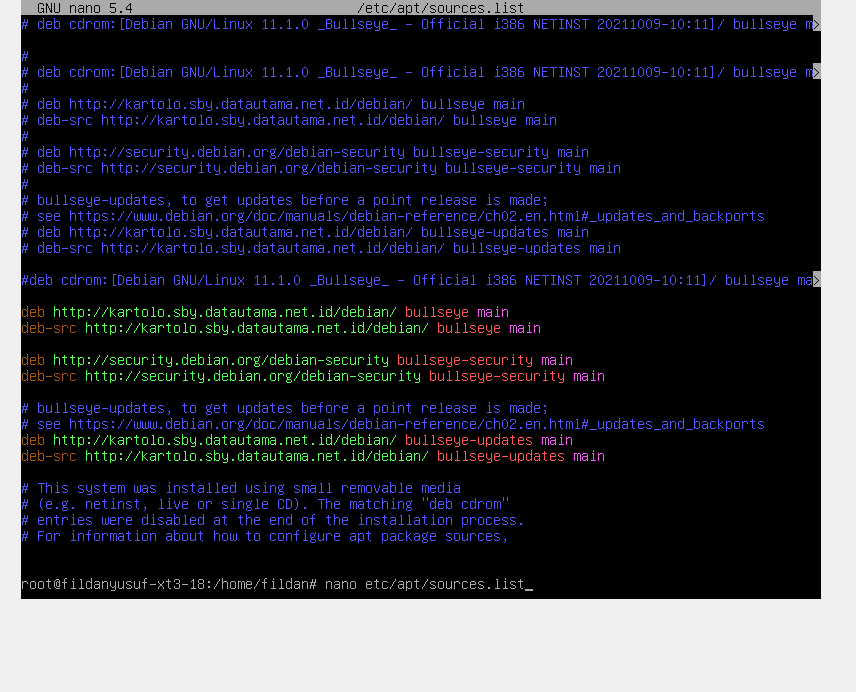 GNU nano 5.4 /etc/apt/sources.list
# deb cdrom:[Debian GNU/Linux 11.1.0 _Bullseye_ - Official i386 NETINST 20211009-10:11]/ bullseye m>
#
# deb cdrom:[Debian GNU/Linux 11.1.0 _Bullseye_ - Official i386 NETINST 20211009-10:11]/ bullseye m>
#
# deb http://kartolo.sby.datautama.net.id/debian/ bullseye main
# deb-src http://kartolo.sby.datautama.net.id/debian/ bullseye main
#
# deb http://security.debian.org/debian-security bullseye-security main
# deb-src http://security.debian.org/debian-security bullseye-security main
#
# bullseye-updates, to get updates before a point release is made;
# see https://www.debian.org/doc/manuals/debian-reference/ch02.en.html#_updates_and_backports
# deb http://kartolo.sby.datautama.net.id/debian/ bullseye-updates main
# deb-src http://kartolo.sby.datautama.net.id/debian/ bullseye-updates main
#deb cdrom:[Debian GNU/Linux 11.1.0 _Bullseye_ - Official i386 NETINST 20211009-10:11]/ bullseye ma>
deb http://kartolo.sby.datautama.net.id/debian/ bullseye main
deb-src http://kartolo.sby.datautama.net.id/debian/ bullseye main
deb http://security.debian.org/debian-security bullseye-security main
deb-src http://security.debian.org/debian-security bullseye-security main
# bullseye-updates, to get updates before a point release is made;
# see https://www.debian.org/doc/manuals/debian-reference/ch02.en.html#_updates_and_backports
deb http://kartolo.sby.datautama.net.id/debian/ bullseye-updates main
deb-src http://kartolo.sby.datautama.net.id/debian/ bullseye-updates main
# This system was installed using small removable media
# (e.g. netinst, live or single CD). The matching "deb cdrom"
# entries were disabled at the end of the installation process.
# For information about how to configure apt package sources,
root@fildanyusuf-xt3-18:/home/fildan# nano etc/apt/sources.list_